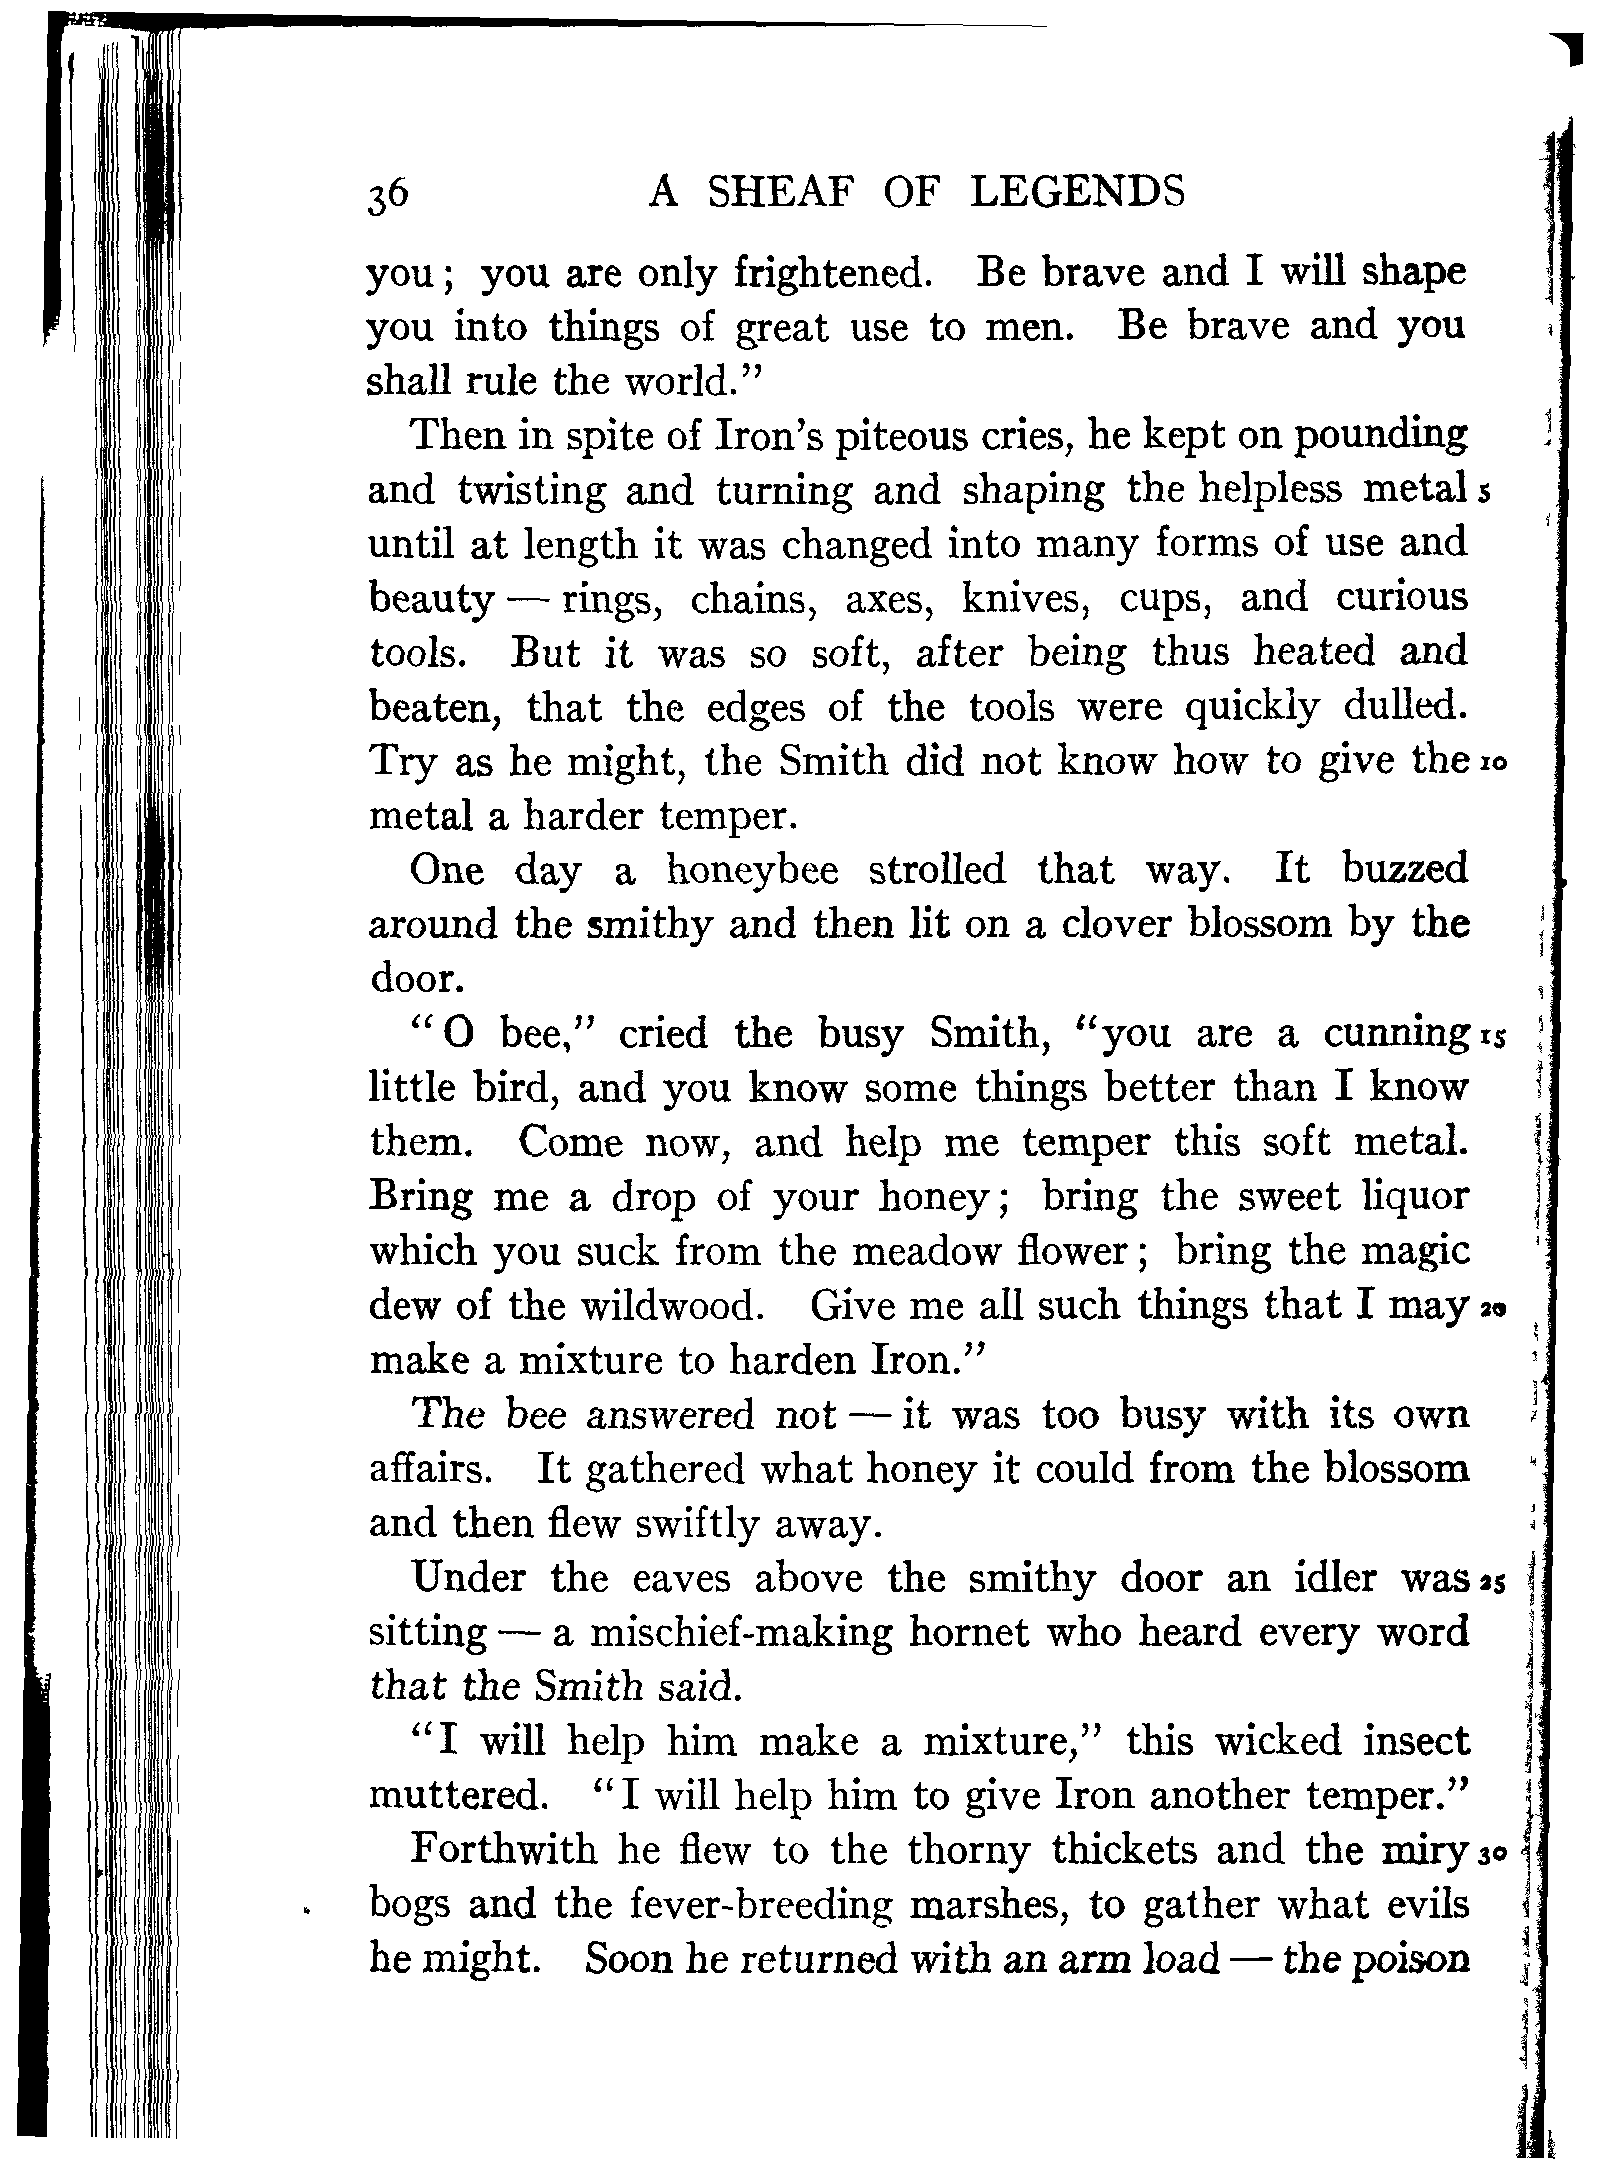 36 A SHEAF OF LEGENDS
you; you are only frightened. Be brave and I will shape
you into things of great use to men. Be brave and you
shall rule the world."
Then in spite of Iron's piteous cries, he kept on pounding
and twisting and turning and shaping the helpless metal 5
until at length it was changed into many forms of use and
beauty — rings, chains, axes, knives, cups, and curious
tools. But it was so soft, after being thus heated and
beaten, that the edges of the tools were quickly dulled.
Try as he might, the Smith did not know how to give the 10
metal a harder temper.
One day a honeybee strolled that way. It buzzed
around the smithy and then lit on a clover blossom by the
door.
"O bee," cried the busy Smith, "you are a cunning 15
little bird, and you know some things better than I know
them. Come now, and help me temper this soft metal.
Bring me a drop of your honey; bring the sweet liquor
which you suck from the meadow flower; bring the magic
dew of the wildwood. Give me all such things that I may 20
make a mixture to harden Iron."
The bee answered not — it was too busy with its own
affairs. It gathered what honey it could from the blossom
and then flew swiftly away.
Under the eaves above the smithy door an idler was 25
sitting — a mischief-making hornet who heard every word
that the Smith said.
"I will help him make a mixture," this wicked insect
muttered. "I will help him to give Iron another temper."
Forthwith he flew to the thorny thickets and the miry 30
bogs and the fever-breeding marshes, to gather what evils
he might. Soon he returned with an arm load — the poison